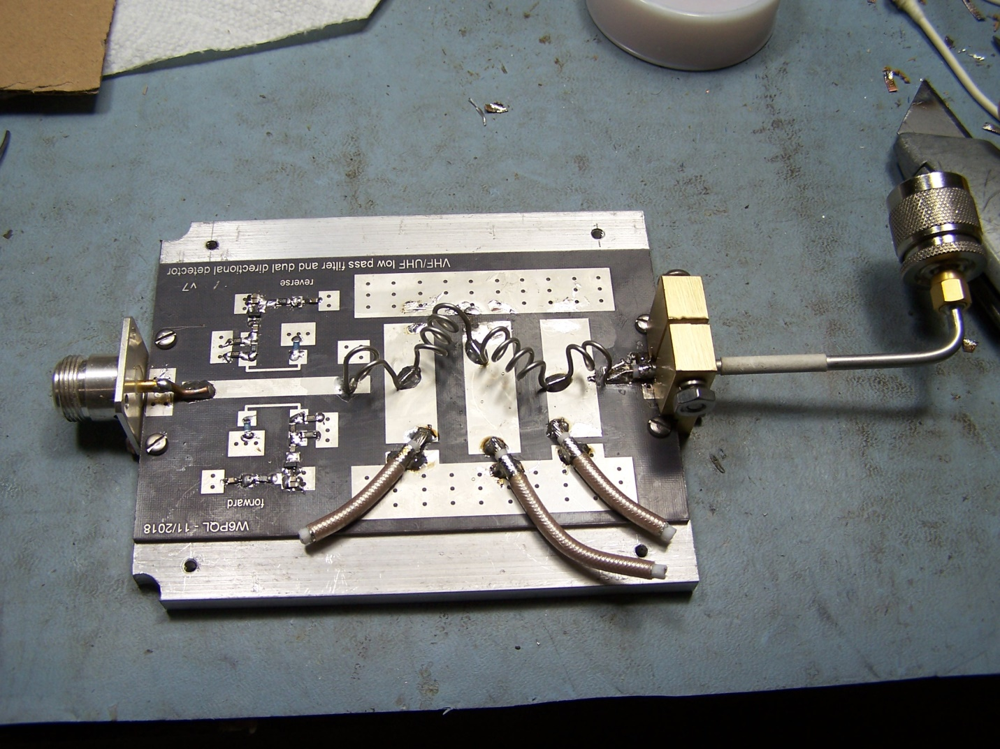 VHF/UHF low pass filter and dual directional detector
v7
reverse
forward
W6PQL - 11/2018